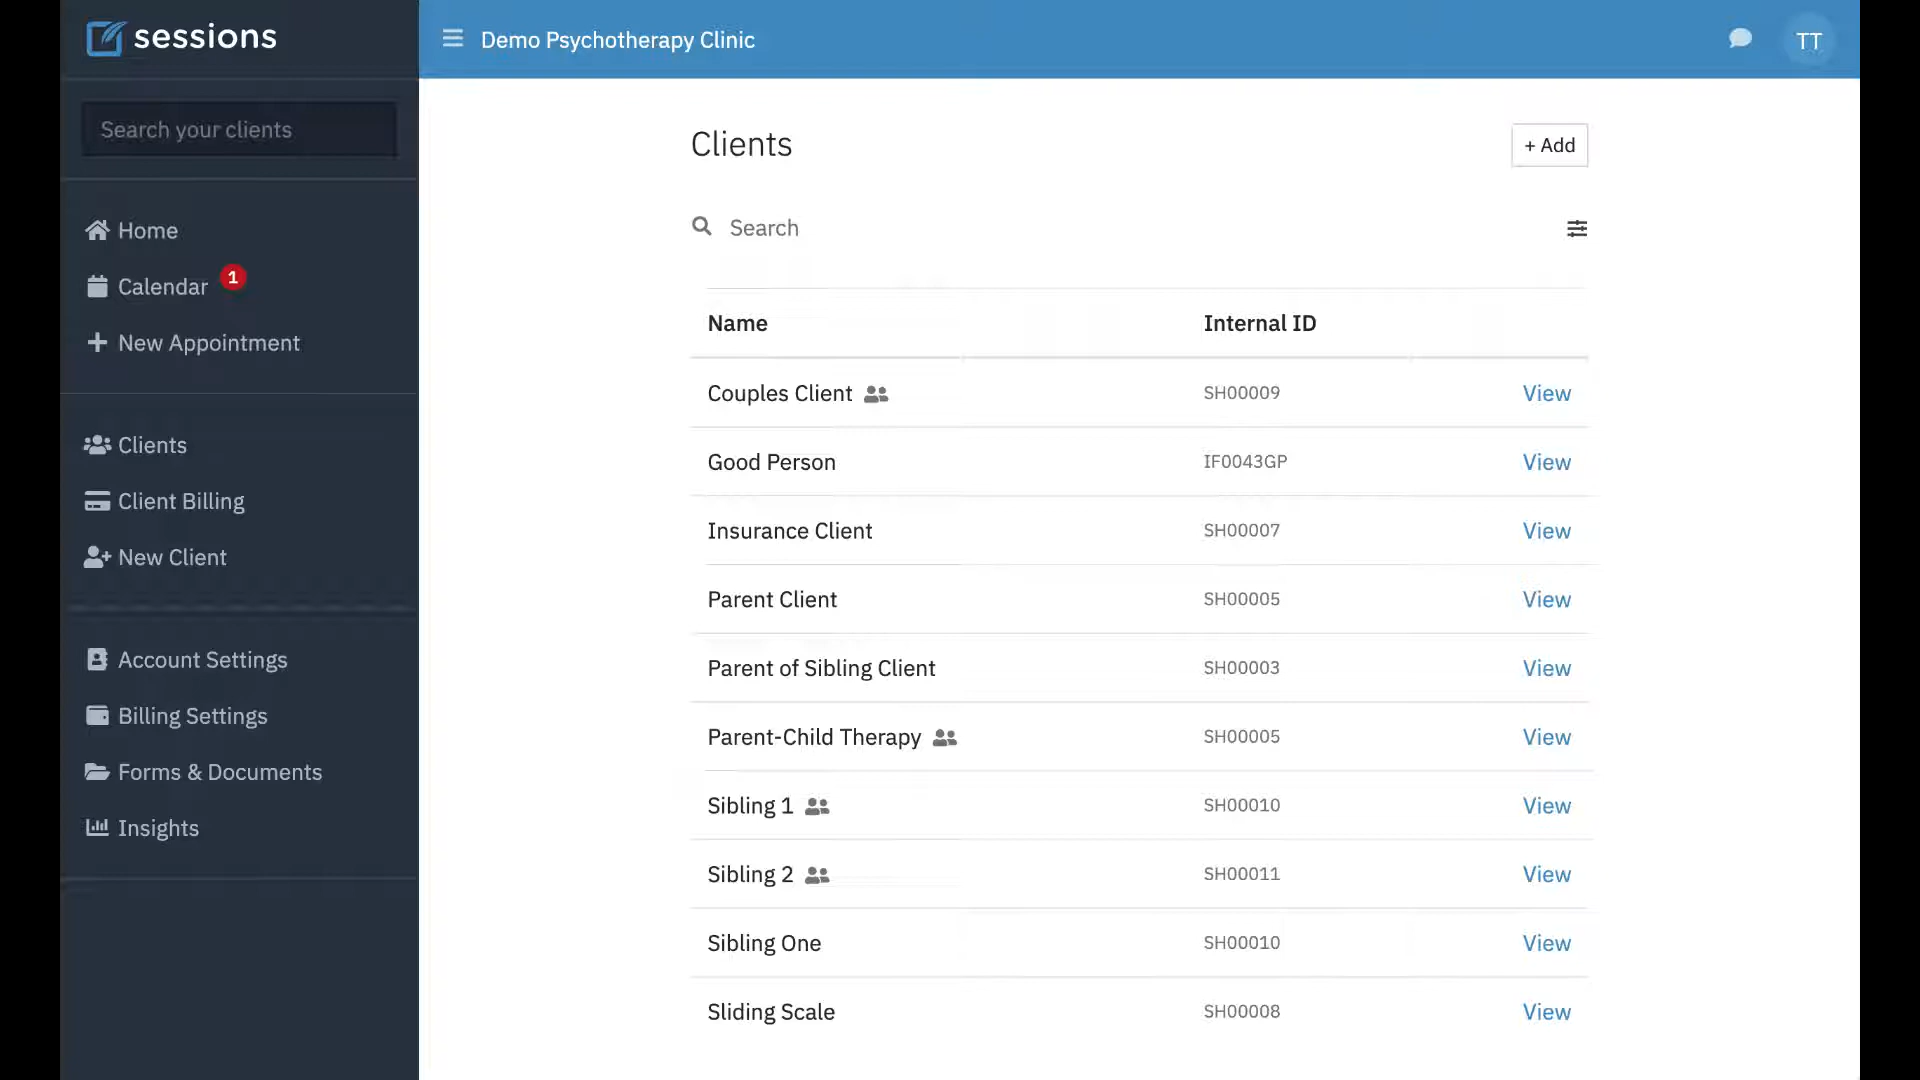 sessions
Demo Psychotherapy Clinic
TT
Search your clients
Home
Calendar 1
New Appointment
Clients
Client Billing
New Client
Account Settings
Billing Settings
Forms & Documents
Insights
Clients
+ Add
Search
Name Internal ID
Couples Client SH00009 View
Good Person IF0043GP View
Insurance Client SH00007 View
Parent Client SH00005 View
Parent of Sibling Client SH00003 View
Parent-Child Therapy SH00005 View
Sibling 1 SH00010 View
Sibling 2 SH00011 View
Sibling One SH00010 View
Sliding Scale SH00008 View